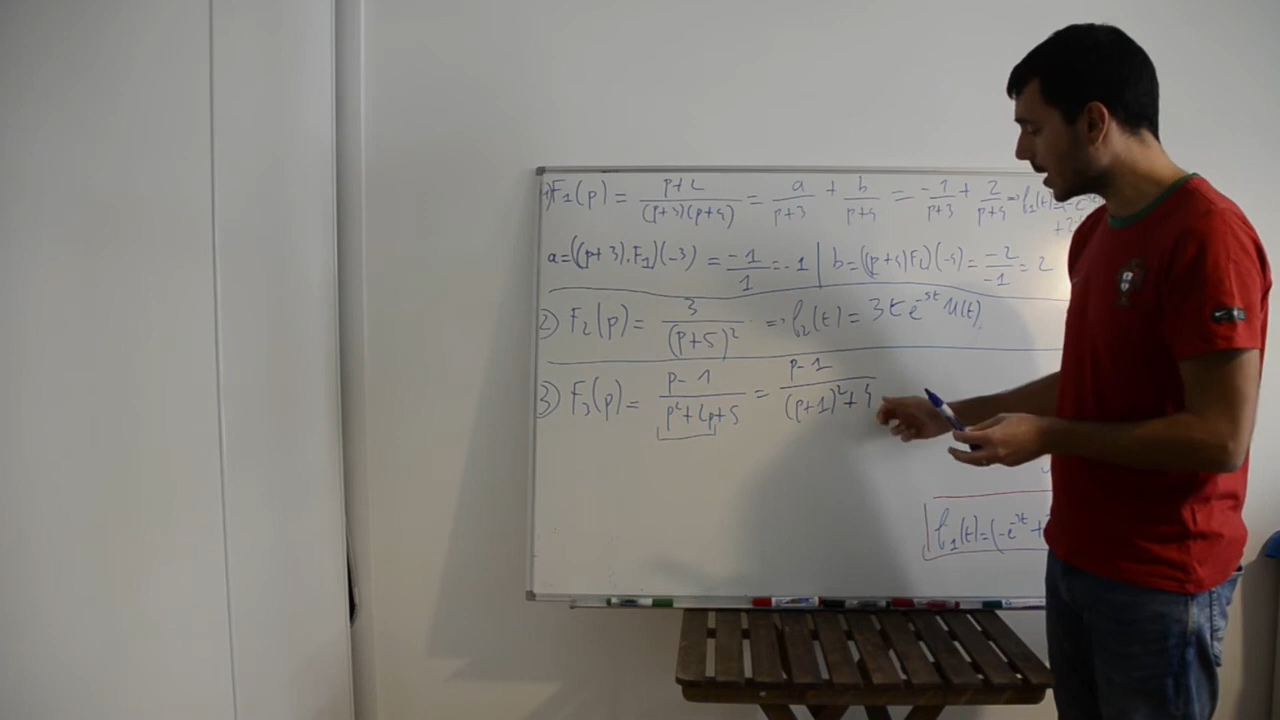 1) F₁(p) = p+2/(p+3)(p+4) = a/p+3 + b/p+4 = -1/p+3 + 2/p+4 ⇒ f₁(t)=
a=((p+3).F₁)(-3) = -1/1 = -1 | b=((p+4)F₁)(-4) = -2/-1 = 2
2) F₂(p) = 3/(p+5)² ⇒ f₂(t) = 3te^-5t u(t)
3) F₃(p) = p-1/p²+2p+5 = p-1/(p+1)²+4
f₁(t)=(-e^-3t +